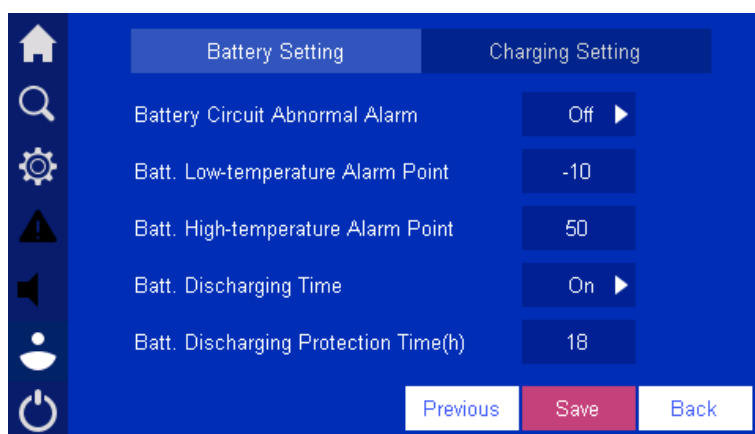 Battery Setting Charging Setting
Battery Circuit Abnormal Alarm Off
Batt. Low-temperature Alarm Point -10
Batt. High-temperature Alarm Point 50
Batt. Discharging Time On
Batt. Discharging Protection Time(h) 18
Previous Save Back